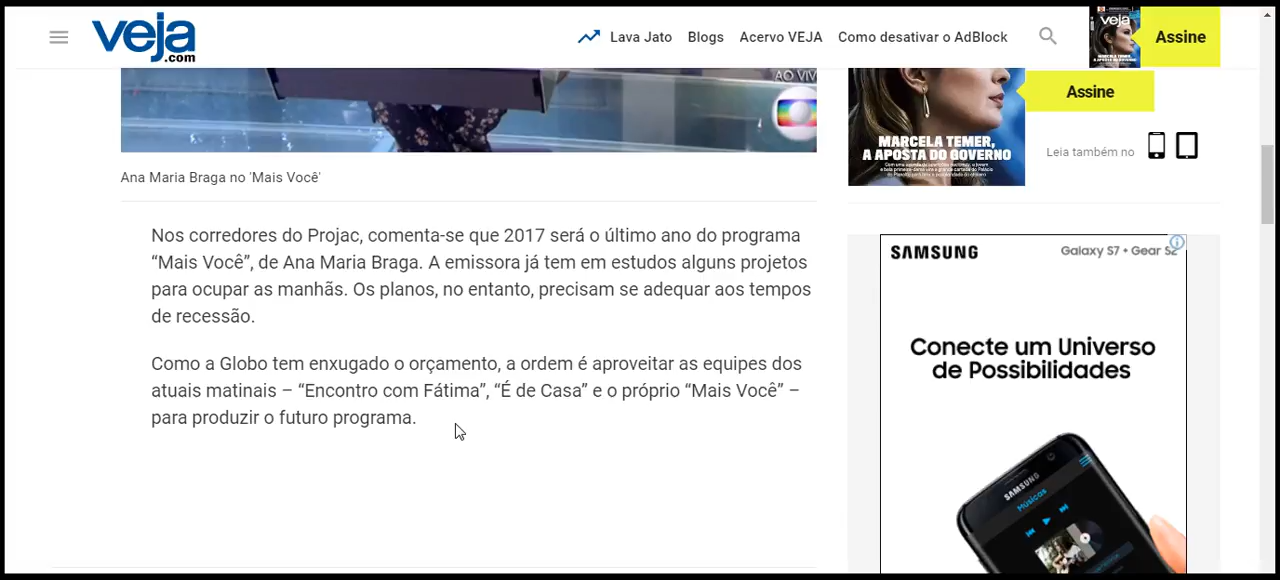 veja
.com
Lava Jato
Blogs
Acervo VEJA
Como desativar o AdBlock
veja
Assine
AO VIVO
Assine
MARCELA TEMER,
A APOSTA DO GOVERNO
Leia também no
Ana Maria Braga no 'Mais Você'
Nos corredores do Projac, comenta-se que 2017 será o último ano do programa
“Mais Você”, de Ana Maria Braga. A emissora já tem em estudos alguns projetos
para ocupar as manhãs. Os planos, no entanto, precisam se adequar aos tempos
de recessão.
Como a Globo tem enxugado o orçamento, a ordem é aproveitar as equipes dos
atuais matinais – “Encontro com Fátima”, “É de Casa” e o próprio “Mais Você” –
para produzir o futuro programa.
SAMSUNG
Galaxy S7 • Gear S2
Conecte um Universo
de Possibilidades
SAMSUNG
Músicas